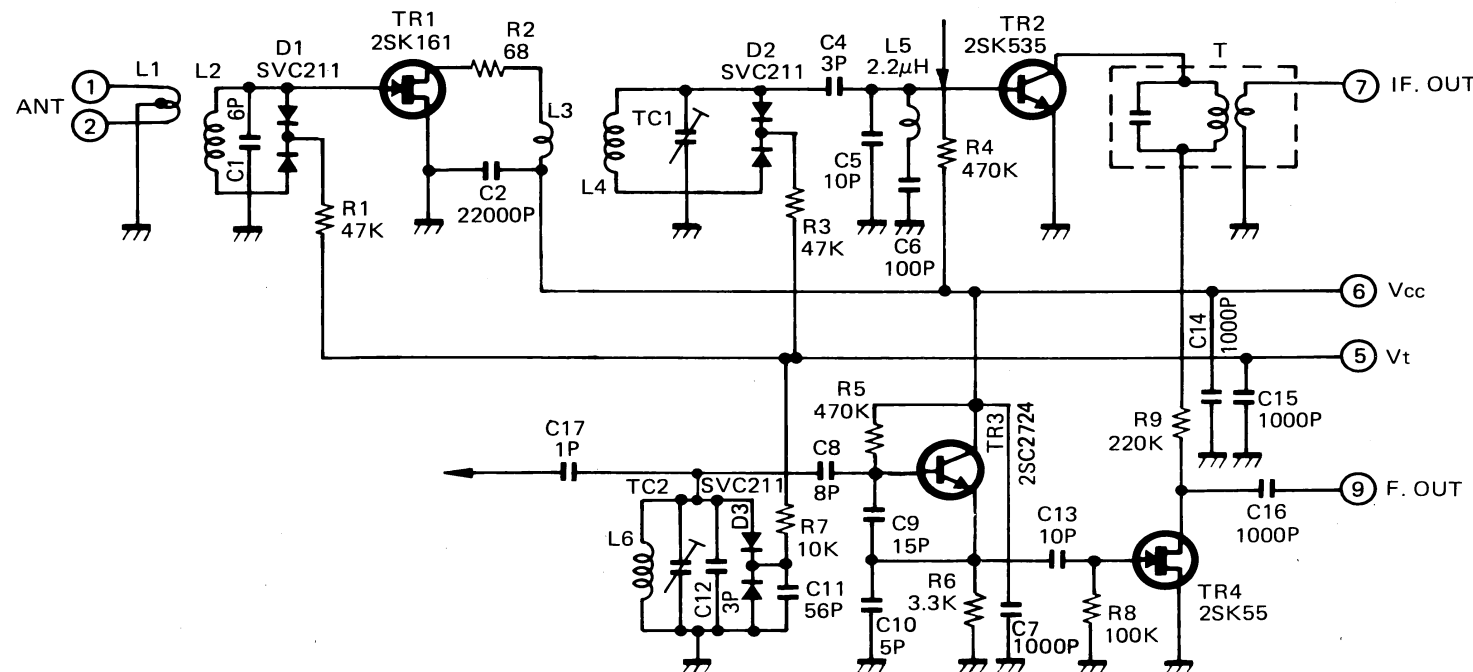 TR1
2SK161
R2
68
L1
L2
D1
SVC211
1
ANT
2
6P
C1
L3
C2
22000P
R1
47K
TC1
L4
D2
SVC211
C4
3P
L5
2.2μH
C5
10P
C6
100P
R3
47K
R4
470K
TR2
2SK535
T
7 IF. OUT
6 Vcc
5 Vt
C14
1000P
C15
1000P
R9
220K
9 F. OUT
C16
1000P
C17
1P
TC2
SVC211
D3
L6
C12
3P
R7
10K
C11
56P
C8
8P
R5
470K
TR3
2SC2724
C9
15P
C10
5P
R6
3.3K
C7
1000P
C13
10P
R8
100K
TR4
2SK55